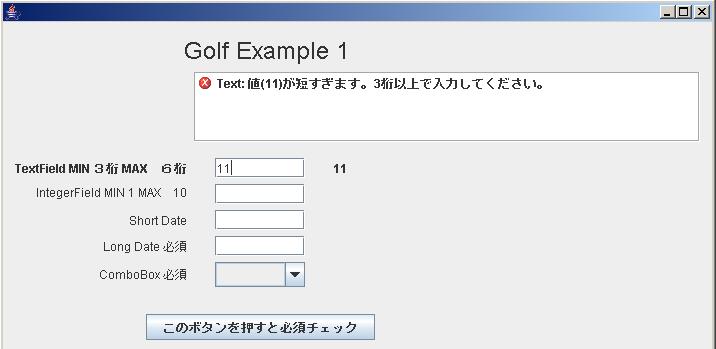 Golf Example 1
Text: 値(11)が短すぎます。3桁以上で入力してください。
TextField MIN ３桁 MAX　６桁 11 11
IntegerField MIN 1 MAX　10
Short Date
Long Date 必須
ComboBox 必須
このボタンを押すと必須チェック